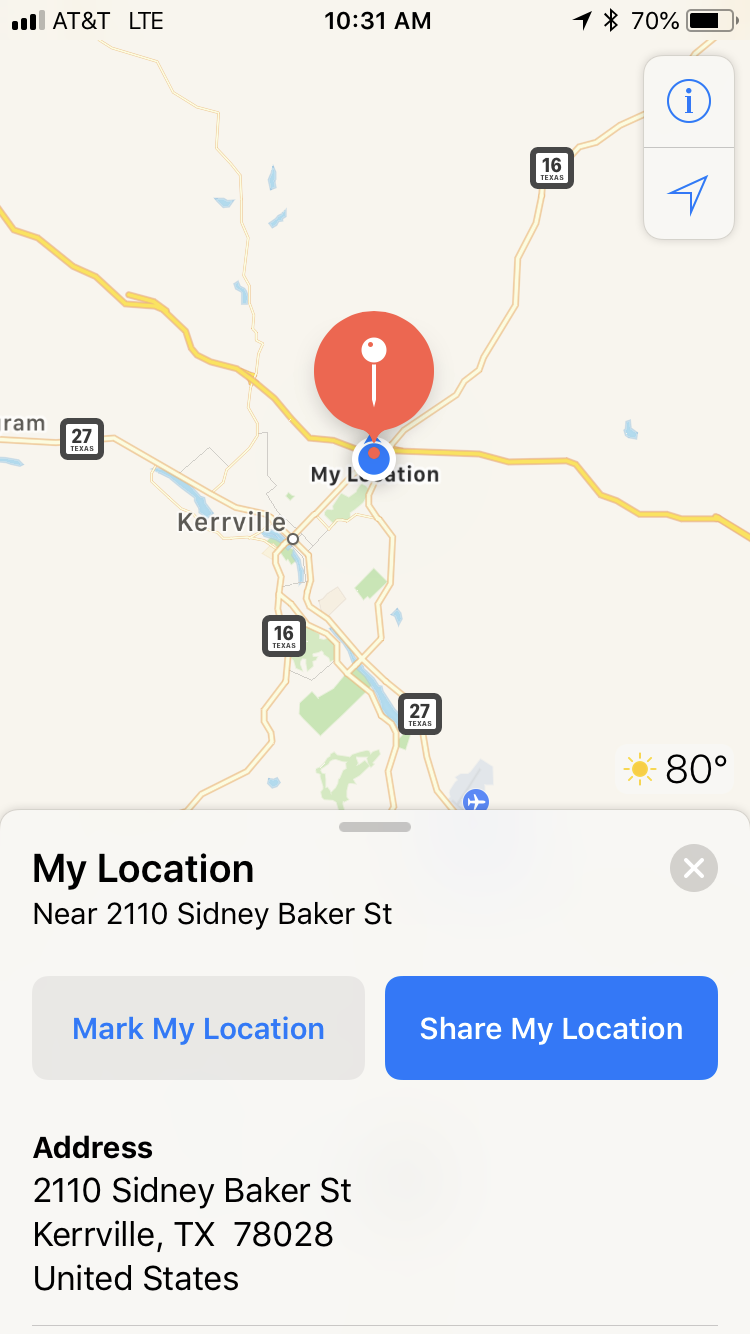 AT&T LTE 10:31 AM 70%
16
TEXAS
ram
27
TEXAS
My Location
Kerrville
16
TEXAS
27
TEXAS
80°
My Location
Near 2110 Sidney Baker St
Mark My Location
Share My Location
Address
2110 Sidney Baker St
Kerrville, TX 78028
United States